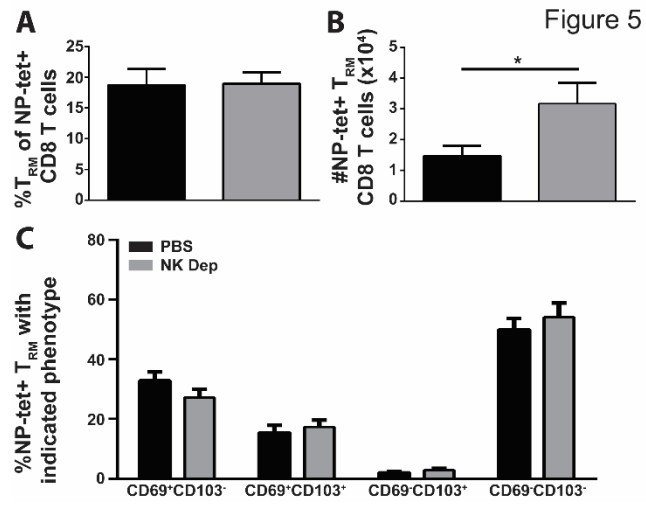 Figure 5
A
%TRM of NP-tet+
CD8 T cells
25
20
15
10
5
0
B
#NP-tet+ TRM
CD8 T cells (x10⁴)
5
4
3
2
1
0
*
C
%NP-tet+ TRM with
indicated phenotype
80
60
40
20
0
PBS
NK Dep
CD69⁺CD103⁻
CD69⁺CD103⁺
CD69⁻CD103⁺
CD69⁻CD103⁻